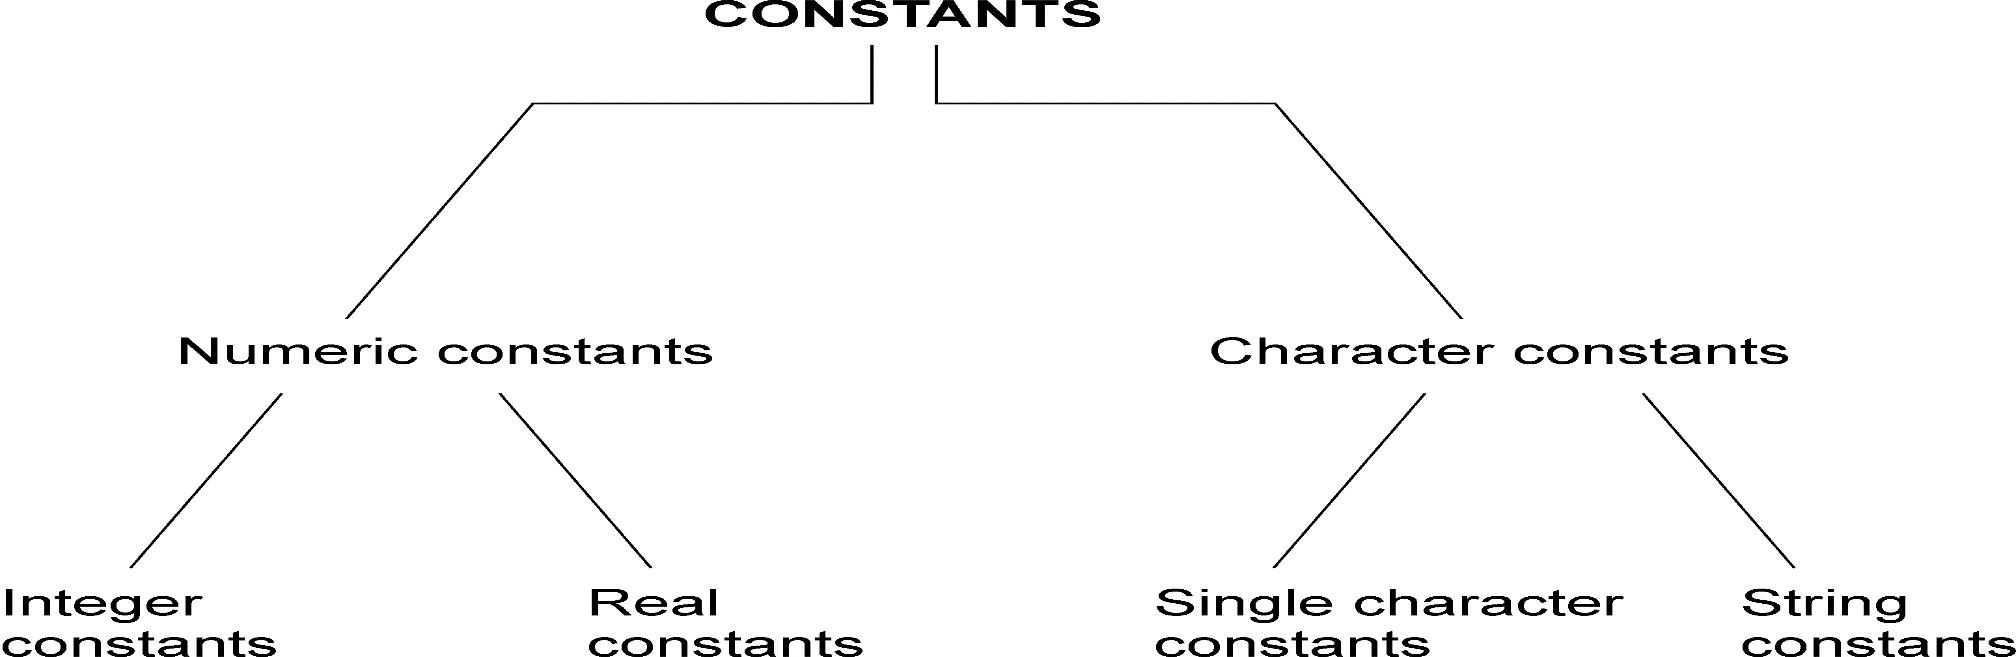 CONSTANTS
Numeric constants
Character constants
Integer
constants
Real
constants
Single character
constants
String
constants